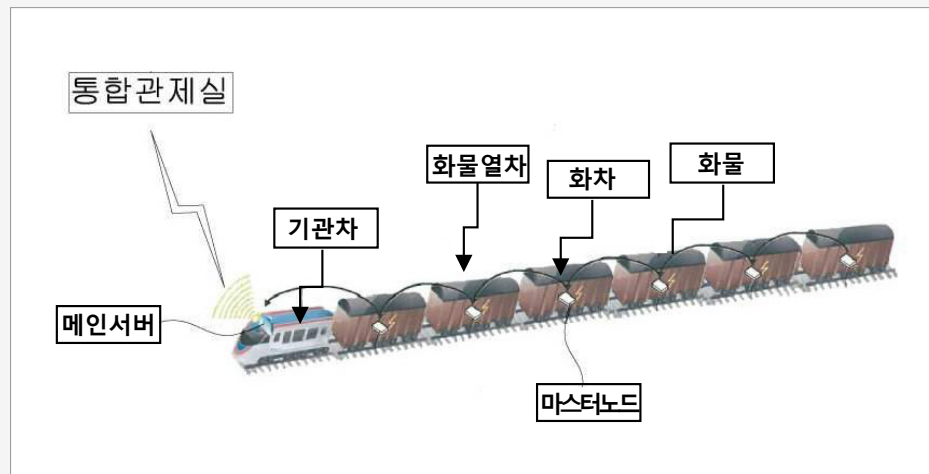 통합관제실
화물열차
화차
화물
기관차
메인서버
마스터노드